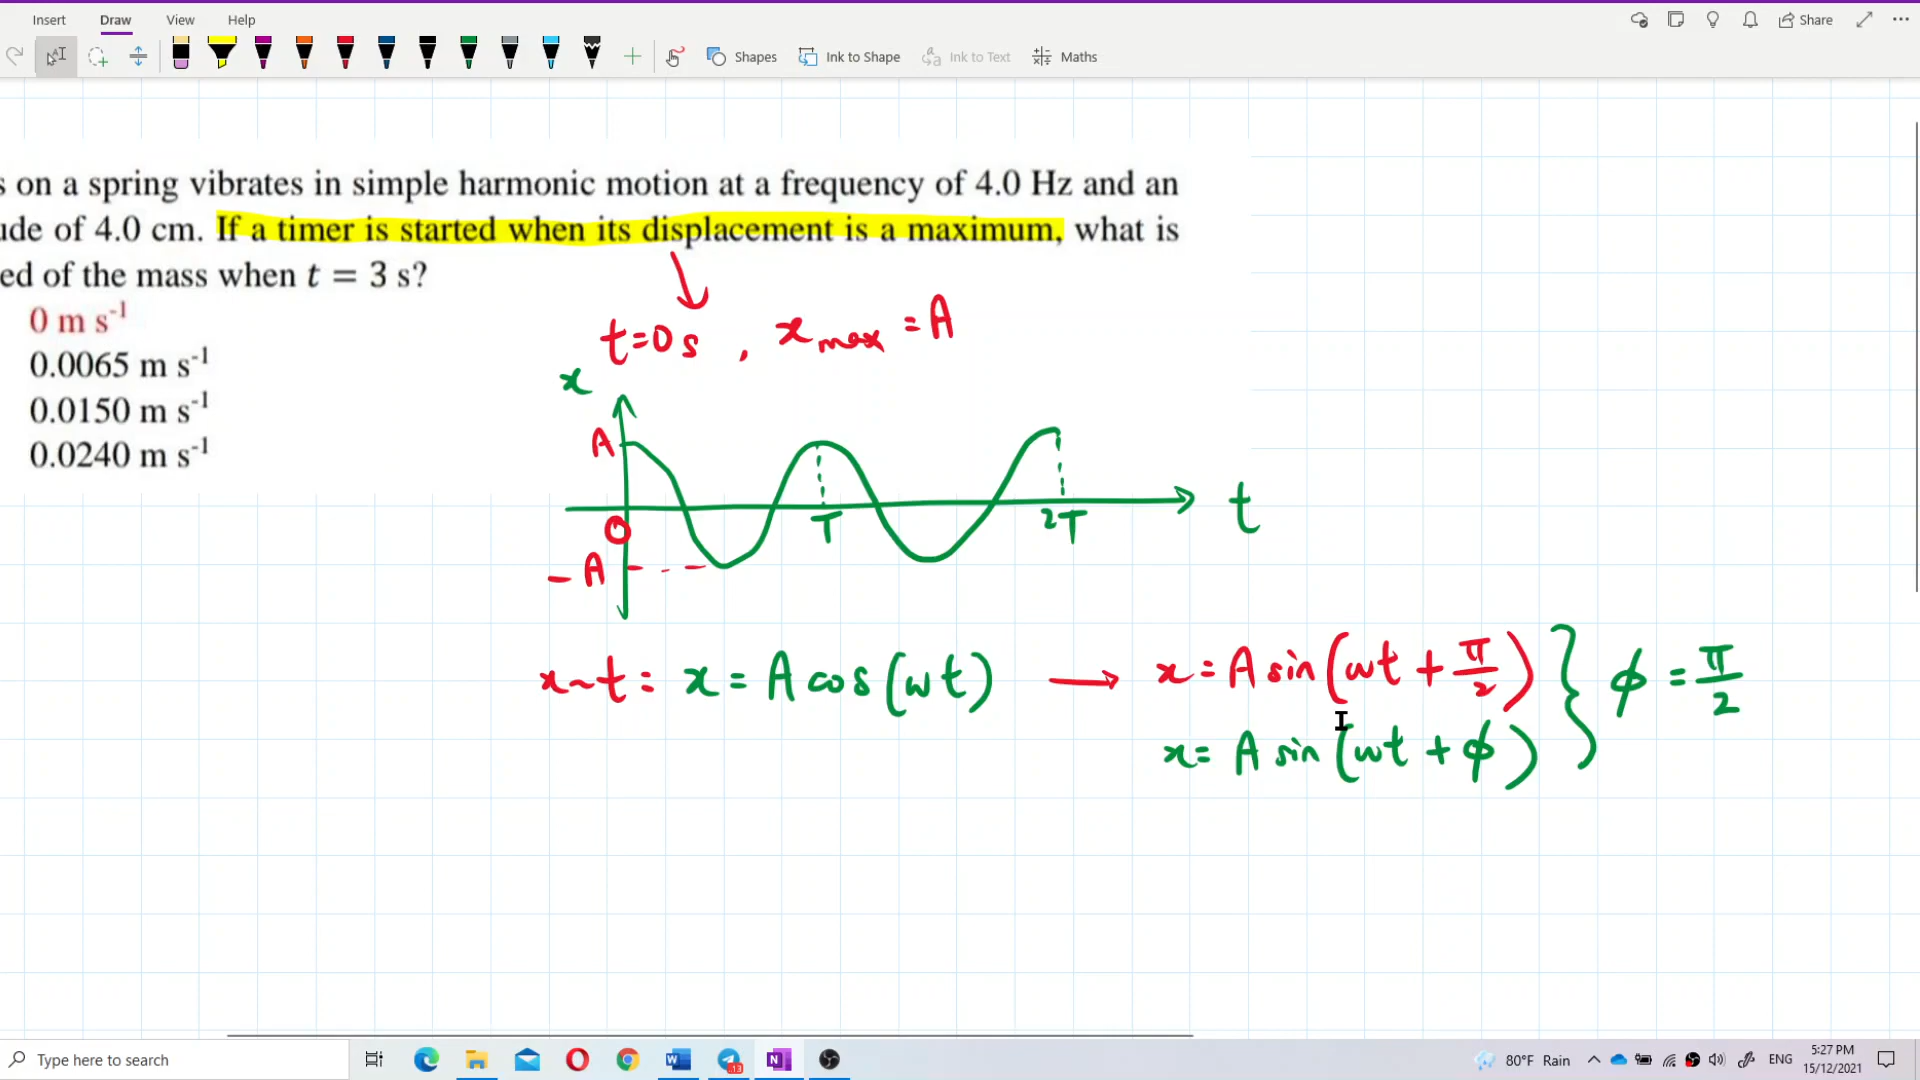 Insert Draw View Help
Share
Shapes Ink to Shape Ink to Text Maths
s on a spring vibrates in simple harmonic motion at a frequency of 4.0 Hz and an
ude of 4.0 cm. If a timer is started when its displacement is a maximum, what is
ed of the mass when t = 3 s?
0 m s⁻¹
0.0065 m s⁻¹
0.0150 m s⁻¹
0.0240 m s⁻¹
t=0s , x max = A
x
A
O
T
2T
t
- A
x~t: x = A cos(ωt) → x = A sin(ωt + π/2) } φ = π/2
x = A sin(ωt + φ)
Type here to search
13
80°F Rain
ENG
5:27 PM
15/12/2021